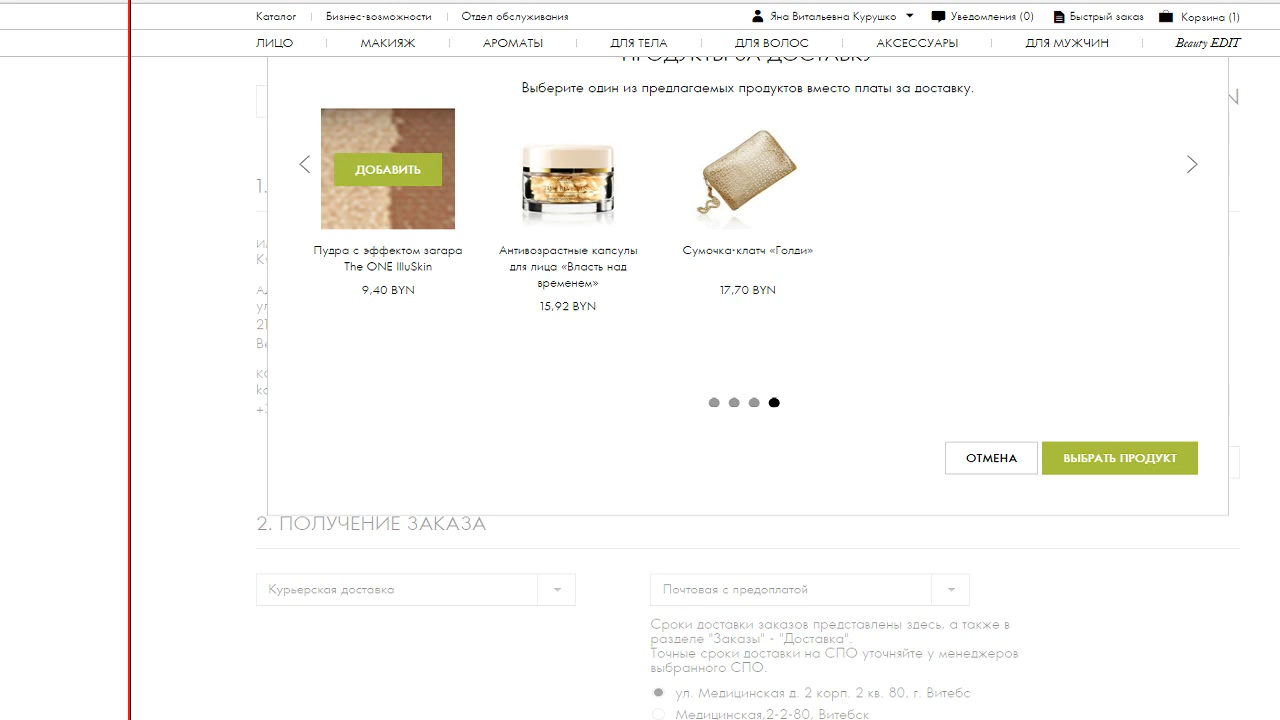 Каталог
Бизнес-возможности
Отдел обслуживания
Яна Витальевна Курушко
Уведомления (0)
Быстрый заказ
Корзина (1)
ЛИЦО
МАКИЯЖ
АРОМАТЫ
ДЛЯ ТЕЛА
ДЛЯ ВОЛОС
АКСЕССУАРЫ
ДЛЯ МУЖЧИН
Beauty EDIT
ПРОДУКТЫ ЗА ДОСТАВКУ
Выберите один из предлагаемых продуктов вместо платы за доставку.
N
ДОБАВИТЬ
1.
Пудра с эффектом загара
The ONE IlluSkin
9,40 BYN
Антивозрастные капсулы
для лица «Власть над
временем»
15,92 BYN
Сумочка-клатч «Голди»
17,70 BYN
ОТМЕНА
ВЫБРАТЬ ПРОДУКТ
2. ПОЛУЧЕНИЕ ЗАКАЗА
Курьерская доставка
Почтовая с предоплатой
Сроки доставки заказов представлены здесь, а также в
разделе "Заказы" - "Доставка".
Точные сроки доставки на СПО уточняйте у менеджеров
выбранного СПО.
ул. Медицинская д. 2 корп. 2 кв. 80, г. Витебс
Медицинская,2-2-80, Витебск